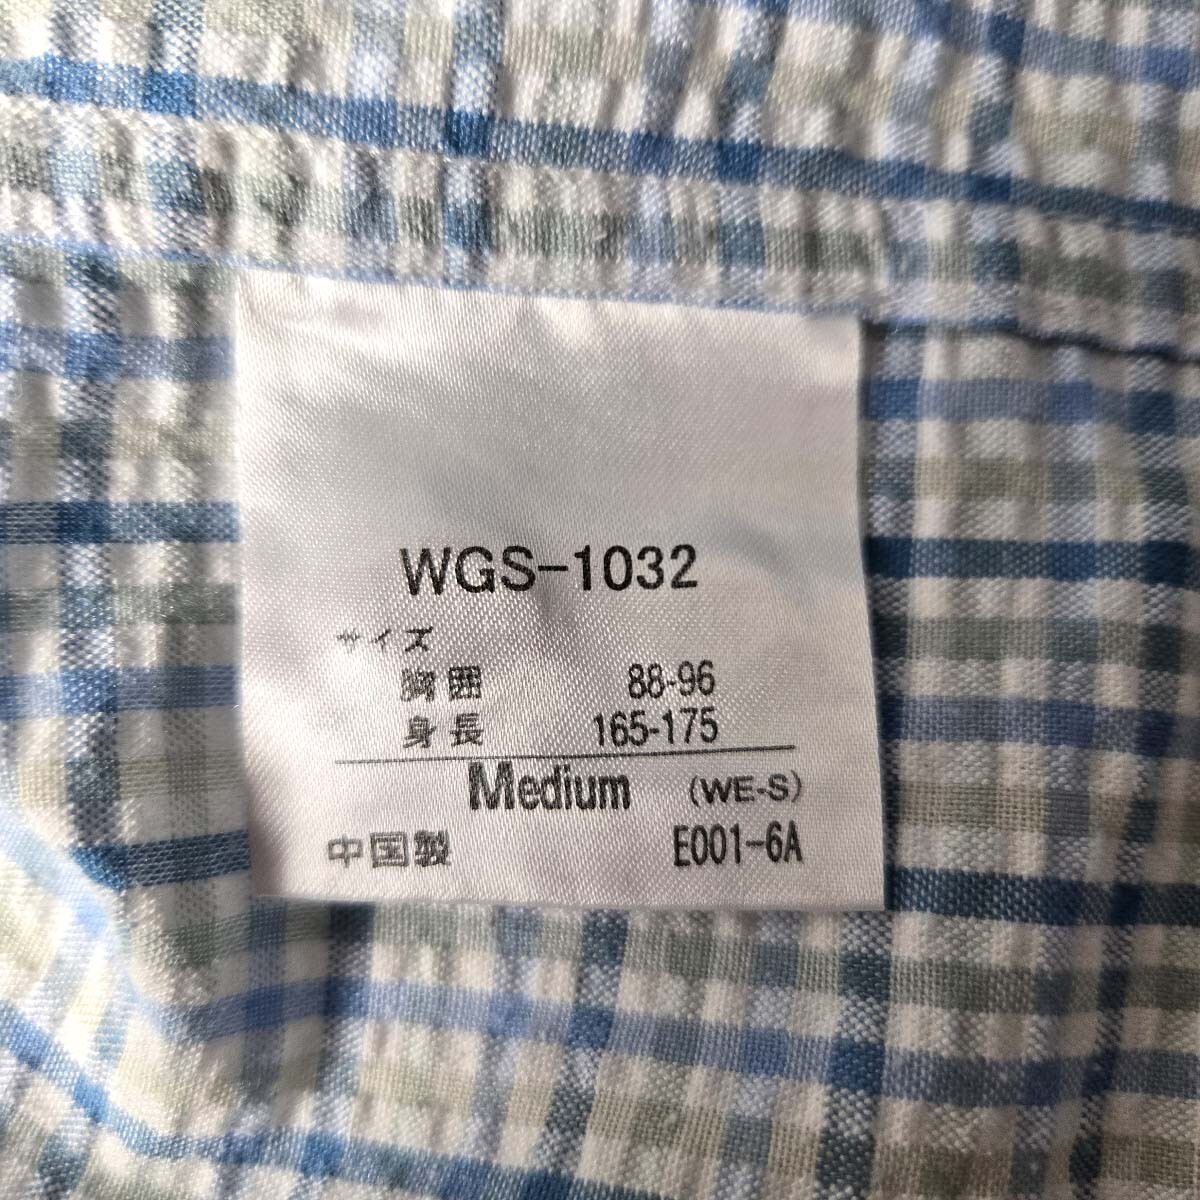 WGS-1032
サイズ
胸囲 88-96
身長 165-175
Medium (WE-S)
中国製 E001-6A